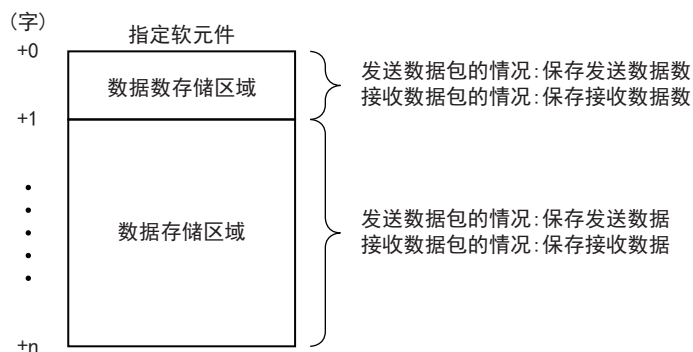 (字)
指定软元件
+0
数据数存储区域
发送数据包的情况:保存发送数据数
接收数据包的情况:保存接收数据数
+1
数据存储区域
发送数据包的情况:保存发送数据
接收数据包的情况:保存接收数据
+n